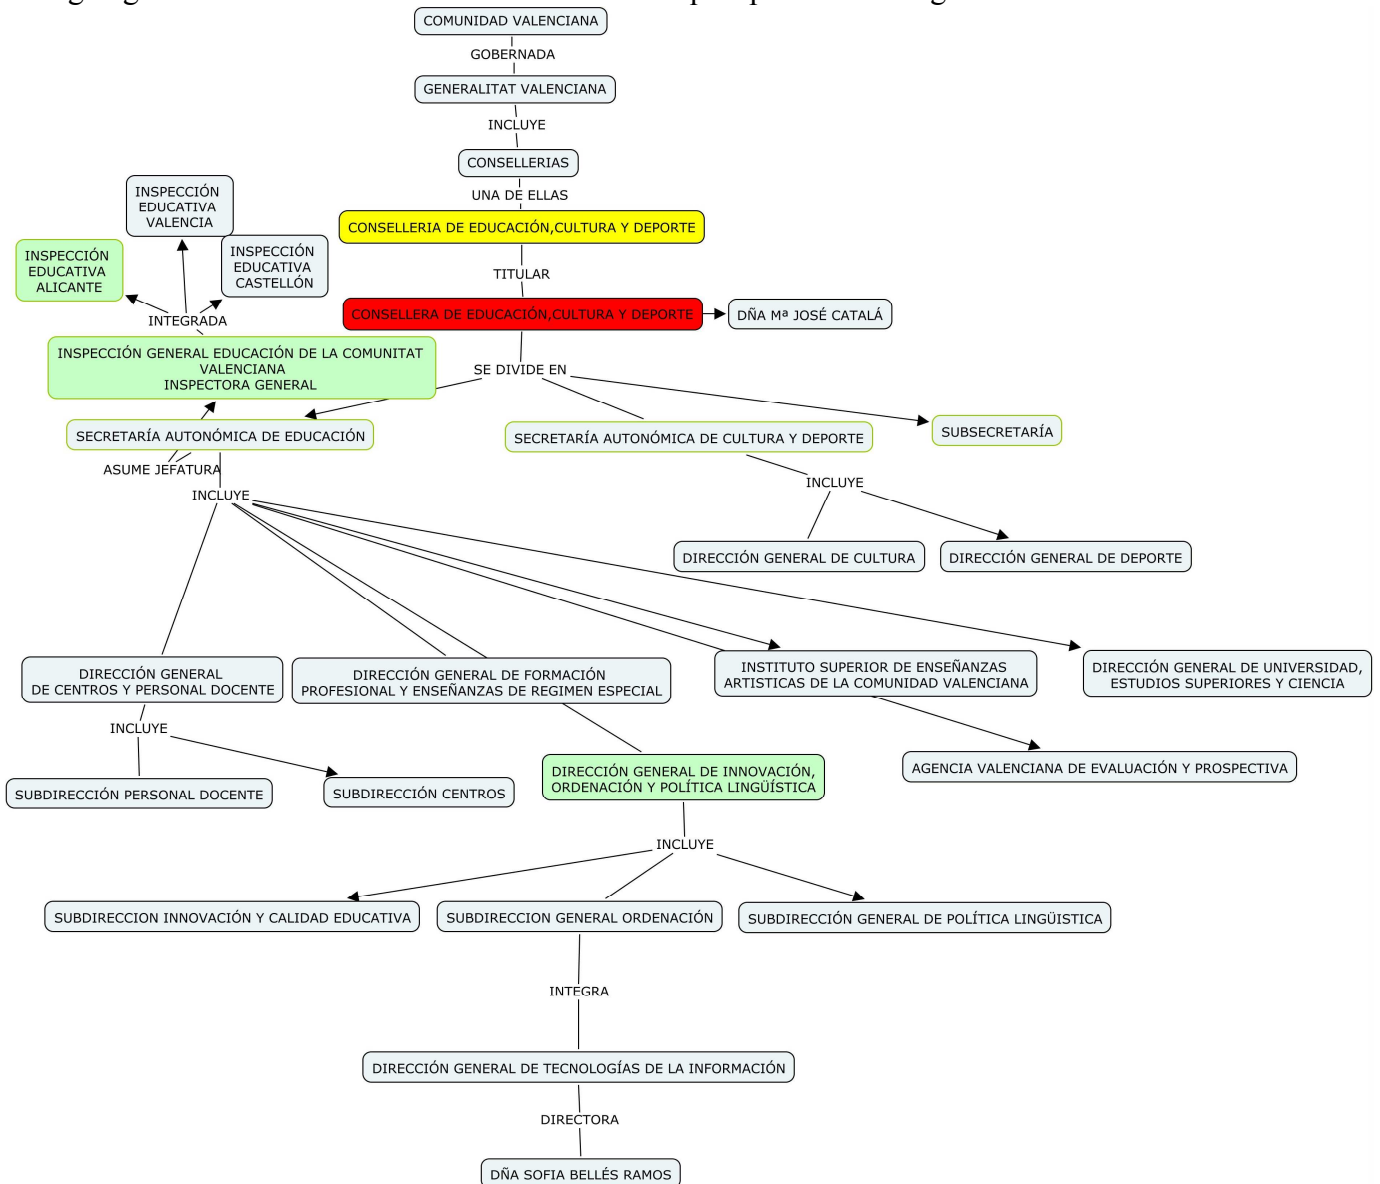 COMUNIDAD VALENCIANA
GOBERNADA
GENERALITAT VALENCIANA
INCLUYE
CONSELLERIAS
UNA DE ELLAS
CONSELLERIA DE EDUCACIÓN,CULTURA Y DEPORTE
TITULAR
CONSELLERA DE EDUCACIÓN,CULTURA Y DEPORTE
DÑA Mª JOSÉ CATALÁ
INSPECCIÓN
EDUCATIVA
VALENCIA
INSPECCIÓN
EDUCATIVA
ALICANTE
INSPECCIÓN
EDUCATIVA
CASTELLÓN
INTEGRADA
INSPECCIÓN GENERAL EDUCACIÓN DE LA COMUNITAT
VALENCIANA
INSPECTORA GENERAL
SE DIVIDE EN
SECRETARÍA AUTONÓMICA DE EDUCACIÓN
SECRETARÍA AUTONÓMICA DE CULTURA Y DEPORTE
SUBSECRETARÍA
ASUME JEFATURA
INCLUYE
INCLUYE
DIRECCIÓN GENERAL DE CULTURA
DIRECCIÓN GENERAL DE DEPORTE
DIRECCIÓN GENERAL
DE CENTROS Y PERSONAL DOCENTE
DIRECCIÓN GENERAL DE FORMACIÓN
PROFESIONAL Y ENSEÑANZAS DE REGIMEN ESPECIAL
INSTITUTO SUPERIOR DE ENSEÑANZAS
ARTISTICAS DE LA COMUNIDAD VALENCIANA
DIRECCIÓN GENERAL DE UNIVERSIDAD,
ESTUDIOS SUPERIORES Y CIENCIA
INCLUYE
SUBDIRECCIÓN PERSONAL DOCENTE
SUBDIRECCIÓN CENTROS
DIRECCIÓN GENERAL DE INNOVACIÓN,
ORDENACIÓN Y POLÍTICA LINGÜÍSTICA
AGENCIA VALENCIANA DE EVALUACIÓN Y PROSPECTIVA
INCLUYE
SUBDIRECCION INNOVACIÓN Y CALIDAD EDUCATIVA
SUBDIRECCION GENERAL ORDENACIÓN
SUBDIRECCIÓN GENERAL DE POLÍTICA LINGÜISTICA
INTEGRA
DIRECCIÓN GENERAL DE TECNOLOGÍAS DE LA INFORMACIÓN
DIRECTORA
DÑA SOFIA BELLÉS RAMOS